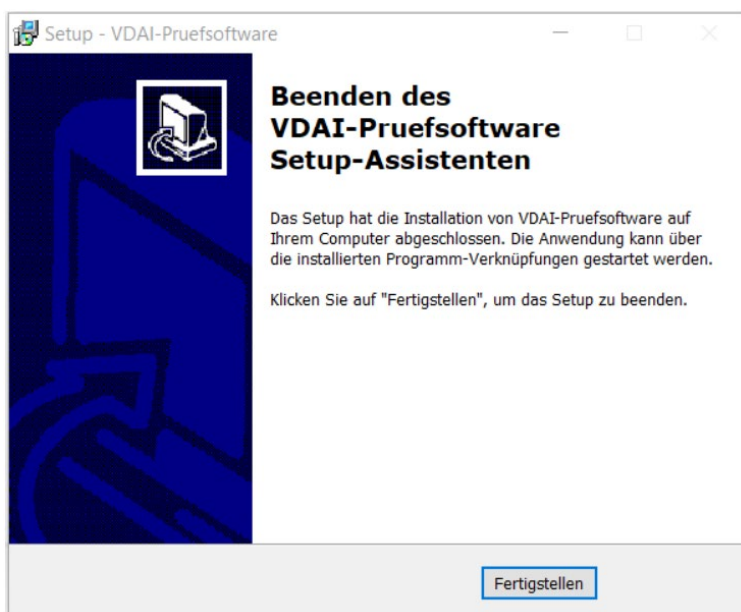 Setup - VDAI-Pruefsoftware
Beenden des
VDAI-Pruefsoftware
Setup-Assistenten
Das Setup hat die Installation von VDAI-Pruefsoftware auf
Ihrem Computer abgeschlossen. Die Anwendung kann über
die installierten Programm-Verknüpfungen gestartet werden.
Klicken Sie auf "Fertigstellen", um das Setup zu beenden.
Fertigstellen